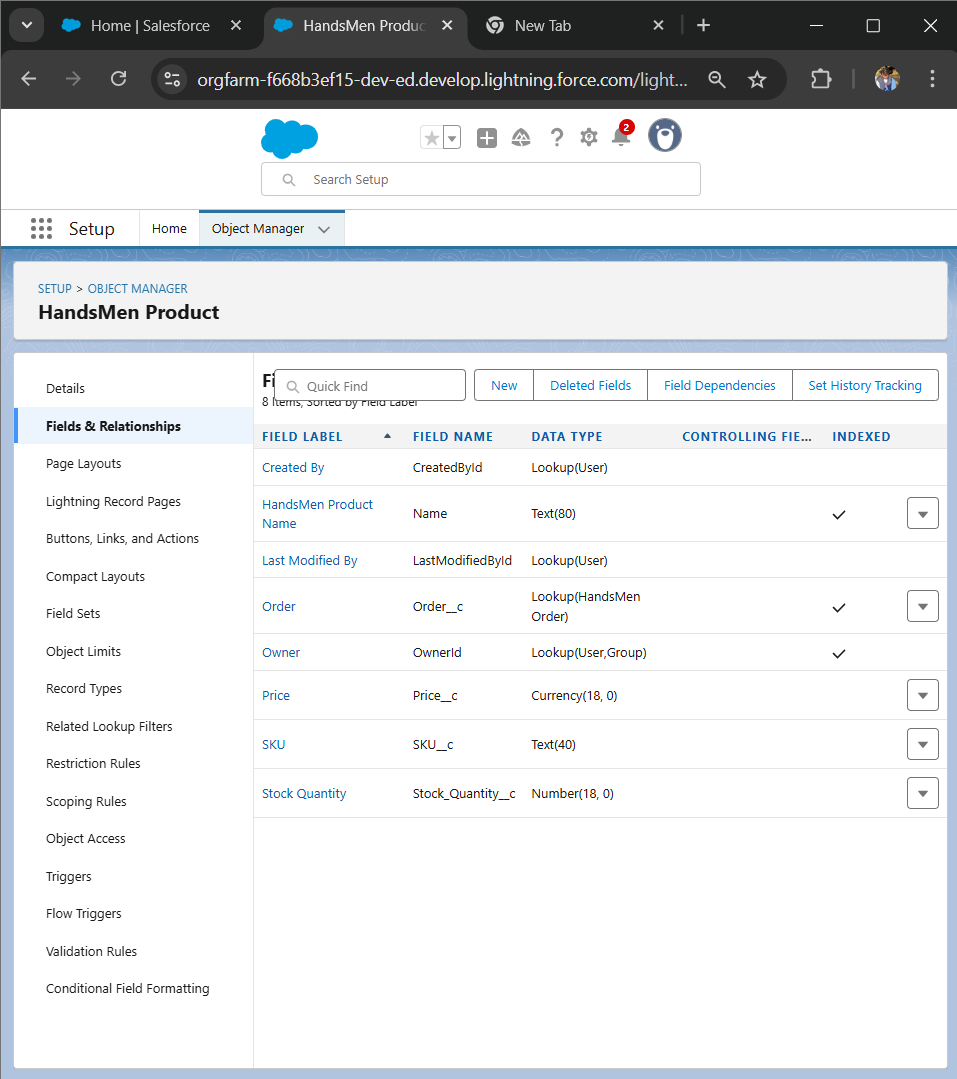 Home | Salesforce
HandsMen Produc
New Tab
orgfarm-f668b3ef15-dev-ed.develop.lightning.force.com/light...
2
Search Setup
Setup
Home
Object Manager
SETUP > OBJECT MANAGER
HandsMen Product
Details
Fields & Relationships
Page Layouts
Lightning Record Pages
Buttons, Links, and Actions
Compact Layouts
Field Sets
Object Limits
Record Types
Related Lookup Filters
Restriction Rules
Scoping Rules
Object Access
Triggers
Flow Triggers
Validation Rules
Conditional Field Formatting
Quick Find
New
Deleted Fields
Field Dependencies
Set History Tracking
8 Items, Sorted by Field Label
FIELD LABEL FIELD NAME DATA TYPE CONTROLLING FIE... INDEXED
Created By CreatedById Lookup(User)
HandsMen Product
Name
Name Text(80)
Last Modified By LastModifiedById Lookup(User)
Order Order__c
Lookup(HandsMen
Order)
Owner OwnerId Lookup(User,Group)
Price Price__c Currency(18, 0)
SKU SKU__c Text(40)
Stock Quantity Stock_Quantity__c Number(18, 0)